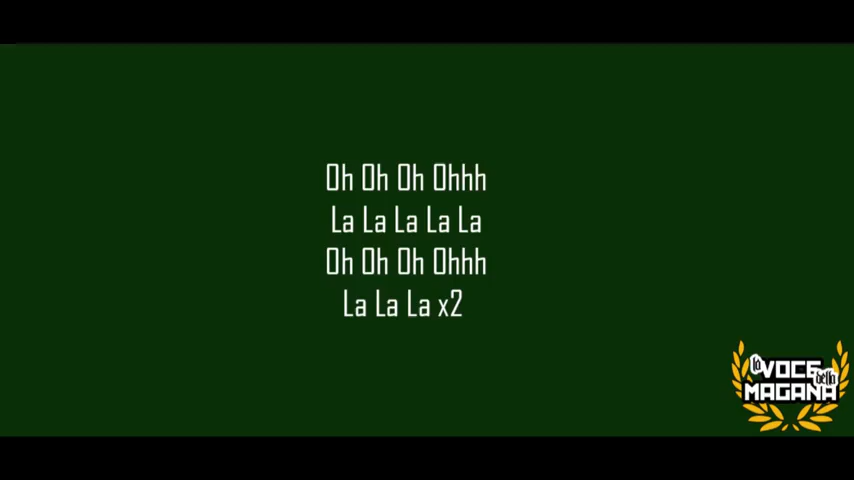 Oh Oh Oh Ohhh
La La La La La
Oh Oh Oh Ohhh
La La La x2
la
VOCE
della
MAGANA